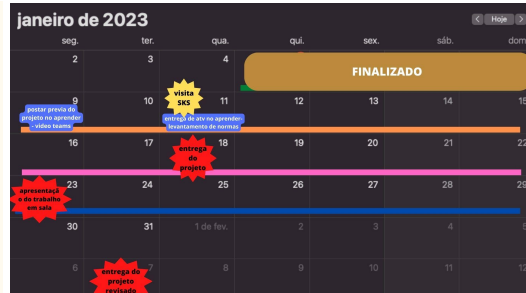 janeiro de 2023
< Hoje >
seg. ter. qua. qui. sex. sáb. dom
2 3 4
FINALIZADO
visita
SKS
9 10 11 12 13 14 15
postar previa do
projeto no aprender
- video teams
entrega de atv no aprender-
levantamento de normas
16 17 18 19 20 21 22
entrega
do
projeto
23 24 25 26 27 28 29
apresentaçã
o do trabalho
em sala
30 31 1 de fev. 2 3 4 5
6 7 8 9 10 11 12
entrega do
projeto
revisado